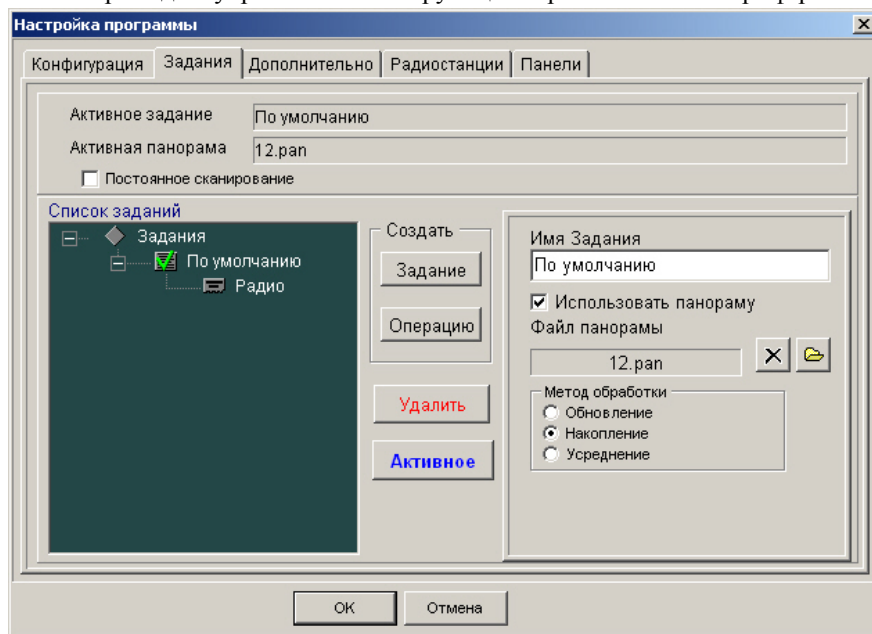 Настройка программы
Конфигурация Задания Дополнительно Радиостанции Панели
Активное задание По умолчанию
Активная панорама 12.pan
Постоянное сканирование
Список заданий
Задания
По умолчанию
Радио
Создать
Задание
Операцию
Удалить
Активное
Имя Задания
По умолчанию
Использовать панораму
Файл панорамы
12.pan
Метод обработки
Обновление
Накопление
Усреднение
OK Отмена